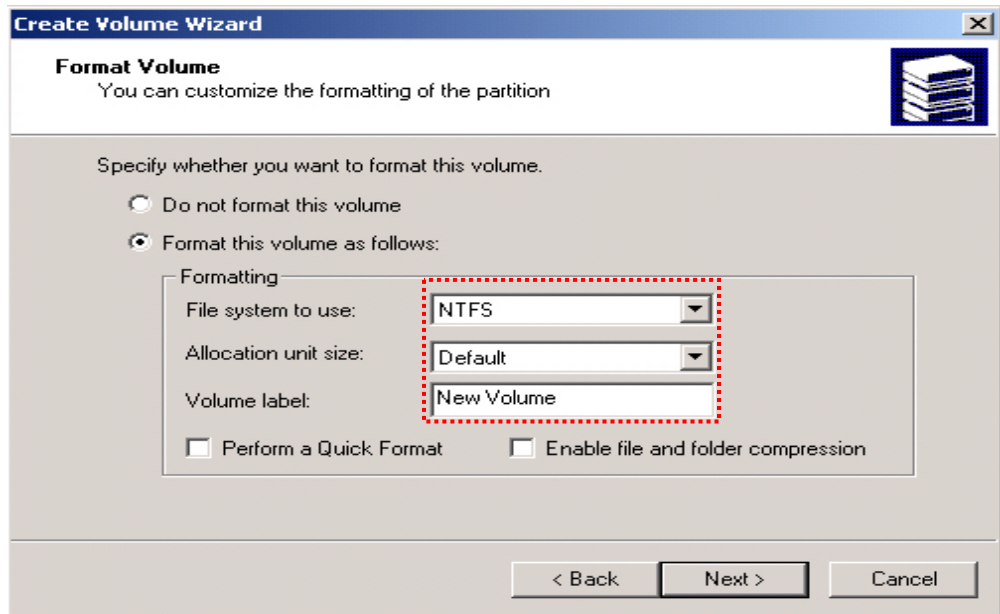 Create Volume Wizard
Format Volume
You can customize the formatting of the partition
Specify whether you want to format this volume.
Do not format this volume
Format this volume as follows:
Formatting
File system to use: NTFS
Allocation unit size: Default
Volume label: New Volume
Perform a Quick Format Enable file and folder compression
< Back Next > Cancel